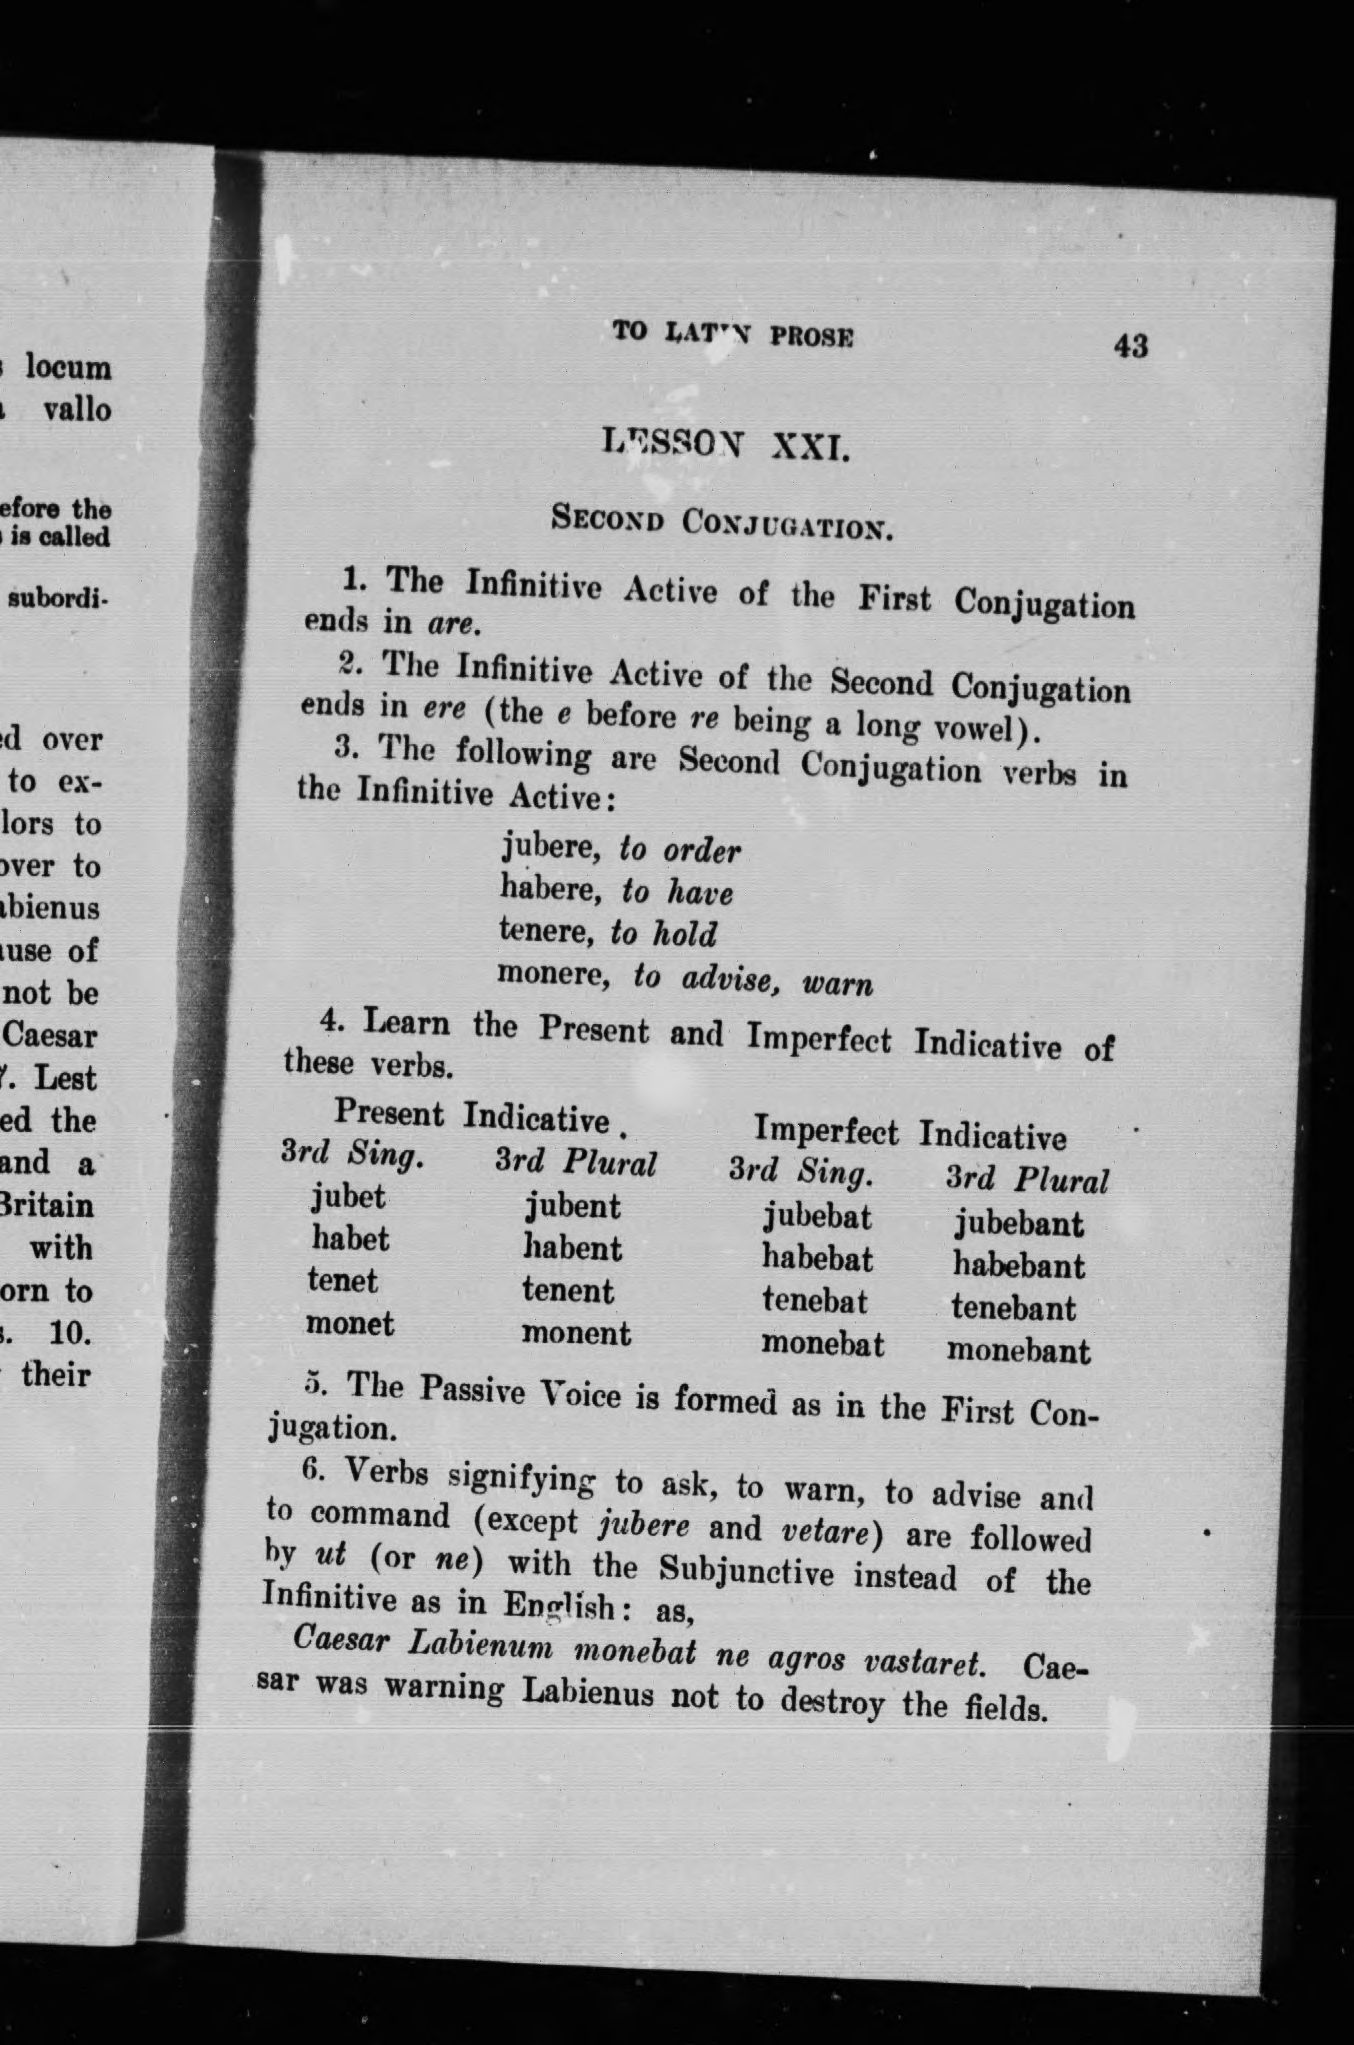 locum
vallo
efore the
is called
subordi-
ed over
to ex-
lors to
over to
abienus
ause of
not be
Caesar
7. Lest
ed the
and a
Britain
with
orn to
s. 10.
their
TO LATIN PROSE 43
LESSON XXI.
SECOND CONJUGATION.
1. The Infinitive Active of the First Conjugation
ends in are.
2. The Infinitive Active of the Second Conjugation
ends in ere (the e before re being a long vowel).
3. The following are Second Conjugation verbs in
the Infinitive Active:
jubere, to order
habere, to have
tenere, to hold
monere, to advise, warn
4. Learn the Present and Imperfect Indicative of
these verbs.
Present Indicative. Imperfect Indicative
3rd Sing. 3rd Plural 3rd Sing. 3rd Plural
jubet jubent jubebat jubebant
habet habent habebat habebant
tenet tenent tenebat tenebant
monet monent monebat monebant
5. The Passive Voice is formed as in the First Con-
jugation.
6. Verbs signifying to ask, to warn, to advise and
to command (except jubere and vetare) are followed
by ut (or ne) with the Subjunctive instead of the
Infinitive as in English: as,
Caesar Labienum monebat ne agros vastaret. Cae-
sar was warning Labienus not to destroy the fields.